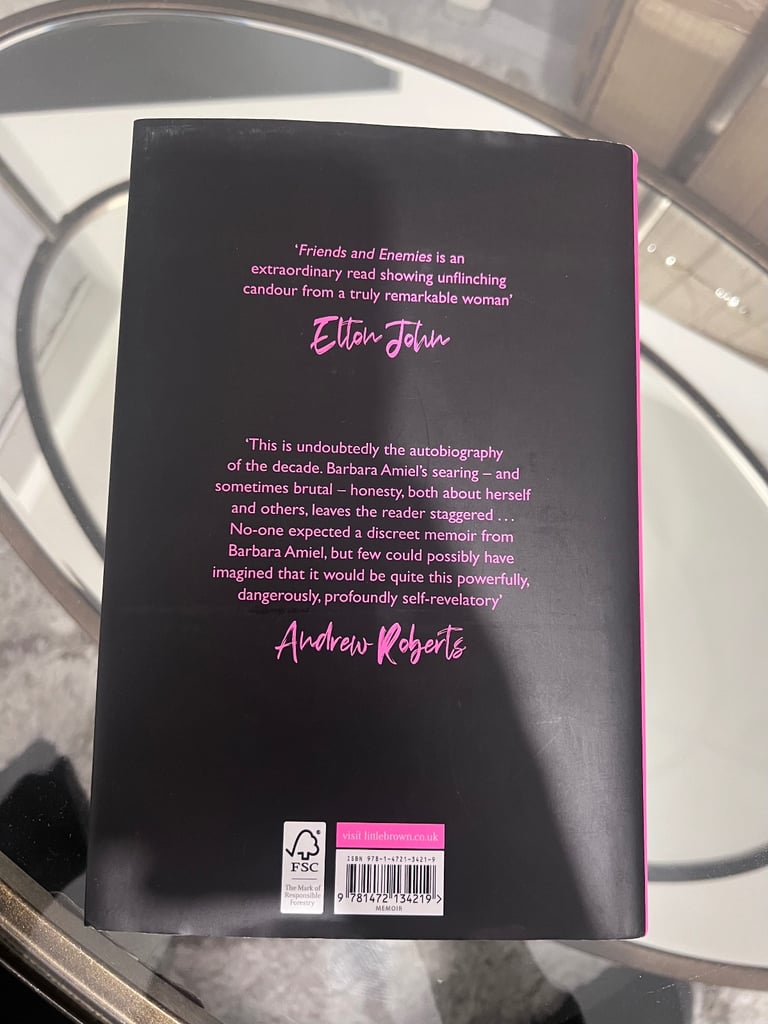 ‘Friends and Enemies is an
extraordinary read showing unflinching
candour from a truly remarkable woman’
Elton John
‘This is undoubtedly the autobiography
of the decade. Barbara Amiel’s searing – and
sometimes brutal – honesty, both about herself
and others, leaves the reader staggered ...
No-one expected a discreet memoir from
Barbara Amiel, but few could possibly have
imagined that it would be quite this powerfully,
dangerously, profoundly self-revelatory’
Andrew Roberts
FSC
The Mark of
Responsible
Forestry
visit littlebrown.co.uk
ISBN 978-1-4721-3421-9
9 781472 134219 >
MEMOIR